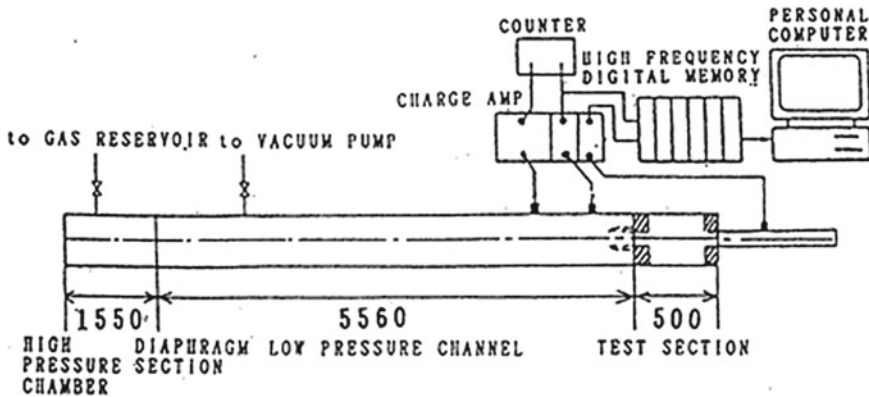 PERSONAL
COMPUTER
COUNTER
HIGH FREQUENCY
DIGITAL MEMORY
CHARGE AMP
to GAS RESERVOIR to VACUUM PUMP
1550 5560 500
HIGH PRESSURE CHAMBER
DIAPHRAGM SECTION
LOW PRESSURE CHANNEL
TEST SECTION